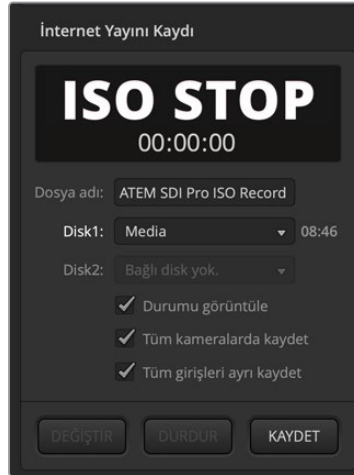 İnternet Yayını Kaydı
ISO STOP
00:00:00
Dosya adı: ATEM SDI Pro ISO Record
Disk1: Media 08:46
Disk2: Bağlı disk yok.
Durumu görüntüle
Tüm kameralarda kaydet
Tüm girişleri ayrı kaydet
DEĞİŞTİR DURDUR KAYDET